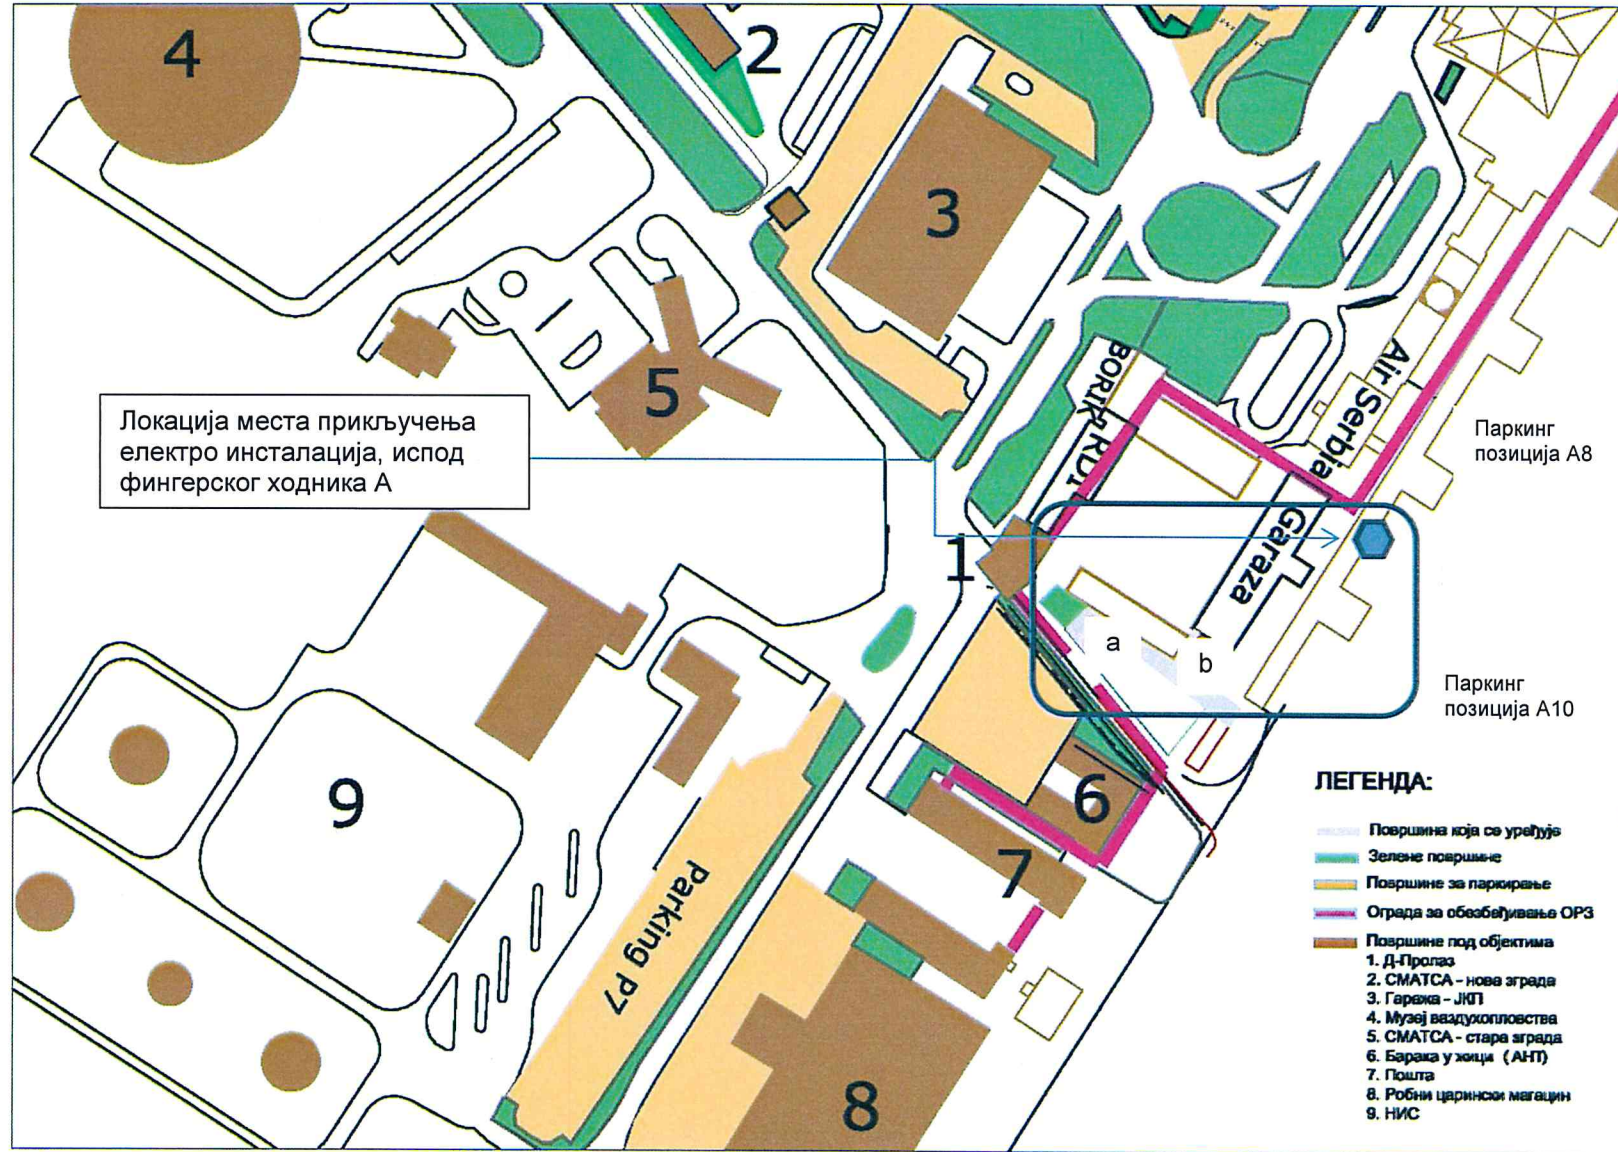 4
2
3
5
Локација места прикључења
електро инсталација, испод
фингерског ходника А
BORIK RDI
Air Serbia
Garaza
Паркинг
позиција А8
1
a
b
Паркинг
позиција А10
6
7
9
Parking P7
8
ЛЕГЕНДА:
Површина која се уређује
Зелене површине
Површине за паркирање
Ограда за обезбеђивање ОРЗ
Површине под објектима
1. Д-Пролаз
2. СМАТСА - нова зграда
3. Гаража - ЈКП
4. Музеј ваздухопловства
5. СМАТСА - стара зграда
6. Барака у жици (АНТ)
7. Пошта
8. Робни царински магацин
9. НИС